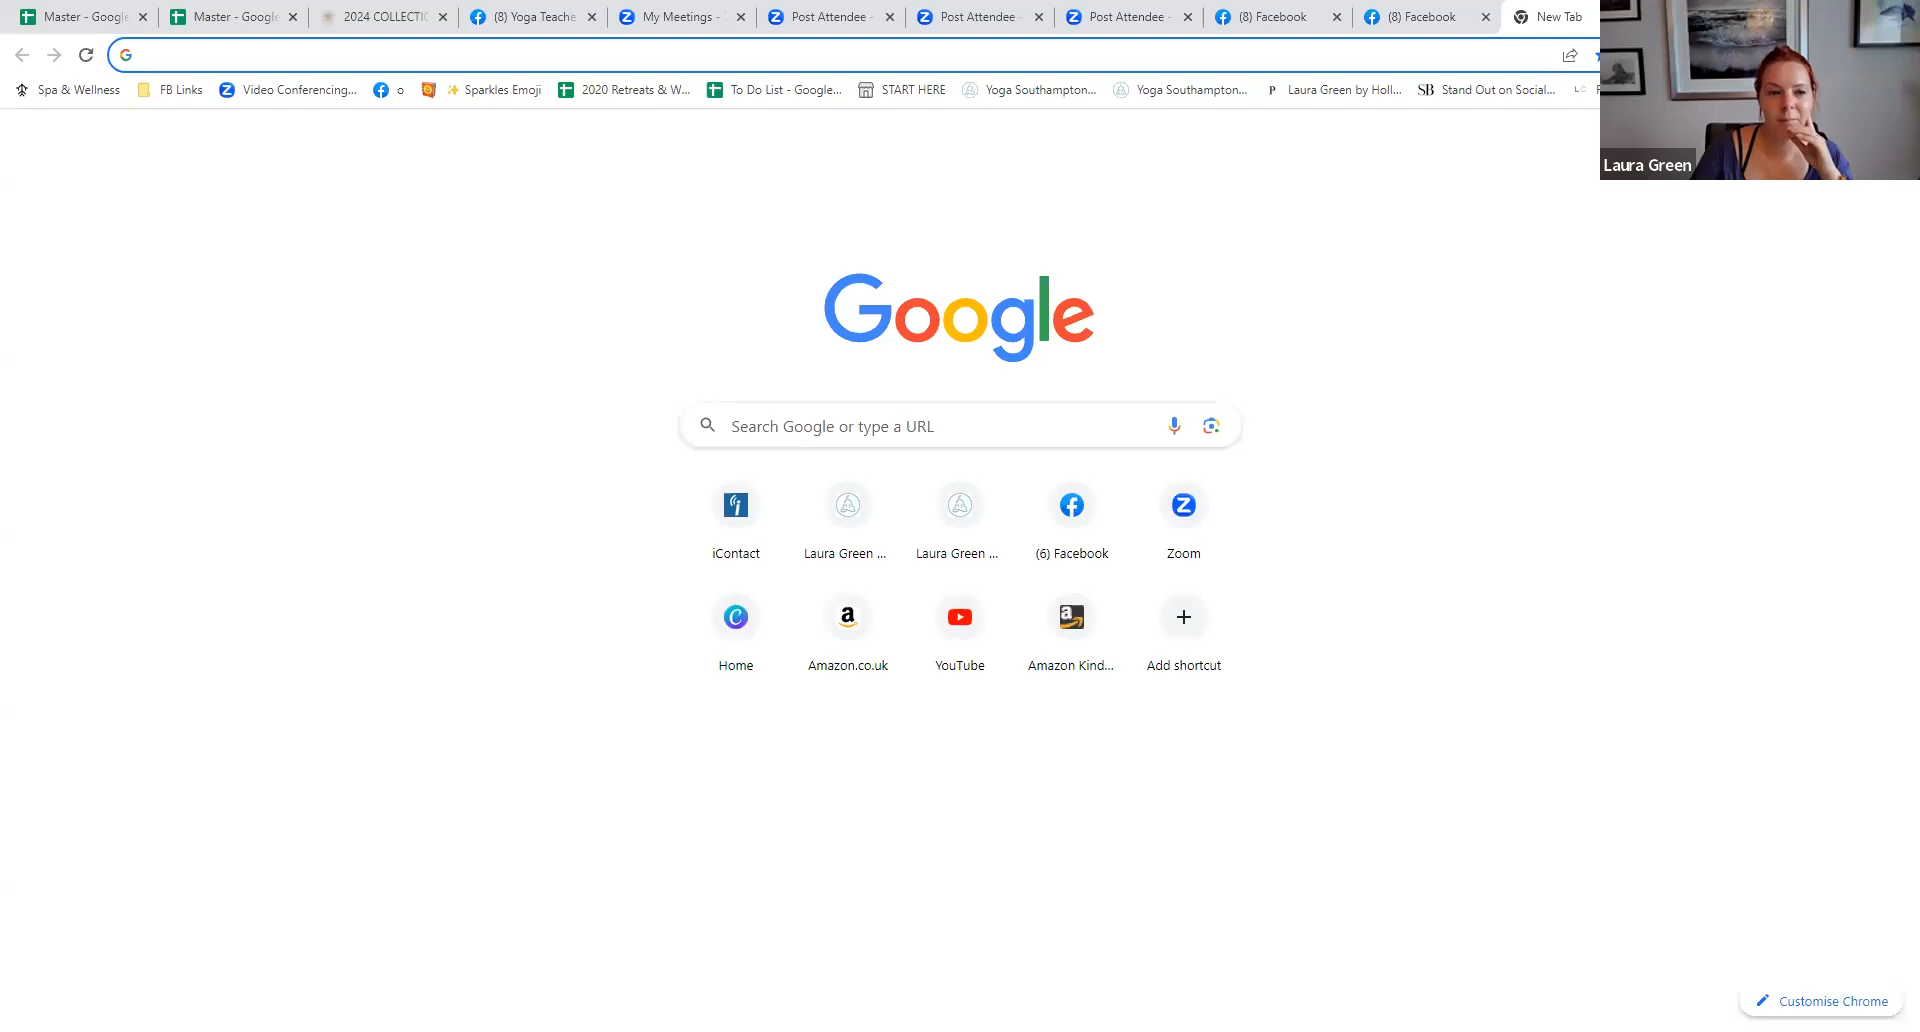 Master - Google
Master - Google
2024 COLLECTIO
(8) Yoga Teache
My Meetings -
Post Attendee -
Post Attendee -
Post Attendee -
(8) Facebook
(8) Facebook
New Tab
Spa & Wellness
FB Links
Video Conferencing...
o
Sparkles Emoji
2020 Retreats & W...
To Do List - Google...
START HERE
Yoga Southampton...
Yoga Southampton...
P
Laura Green by Holl...
SB
Stand Out on Social...
LC
Laura Green
Google
Search Google or type a URL
iContact
Laura Green ...
Laura Green ...
(6) Facebook
Zoom
Home
Amazon.co.uk
YouTube
Amazon Kind...
Add shortcut
Customise Chrome